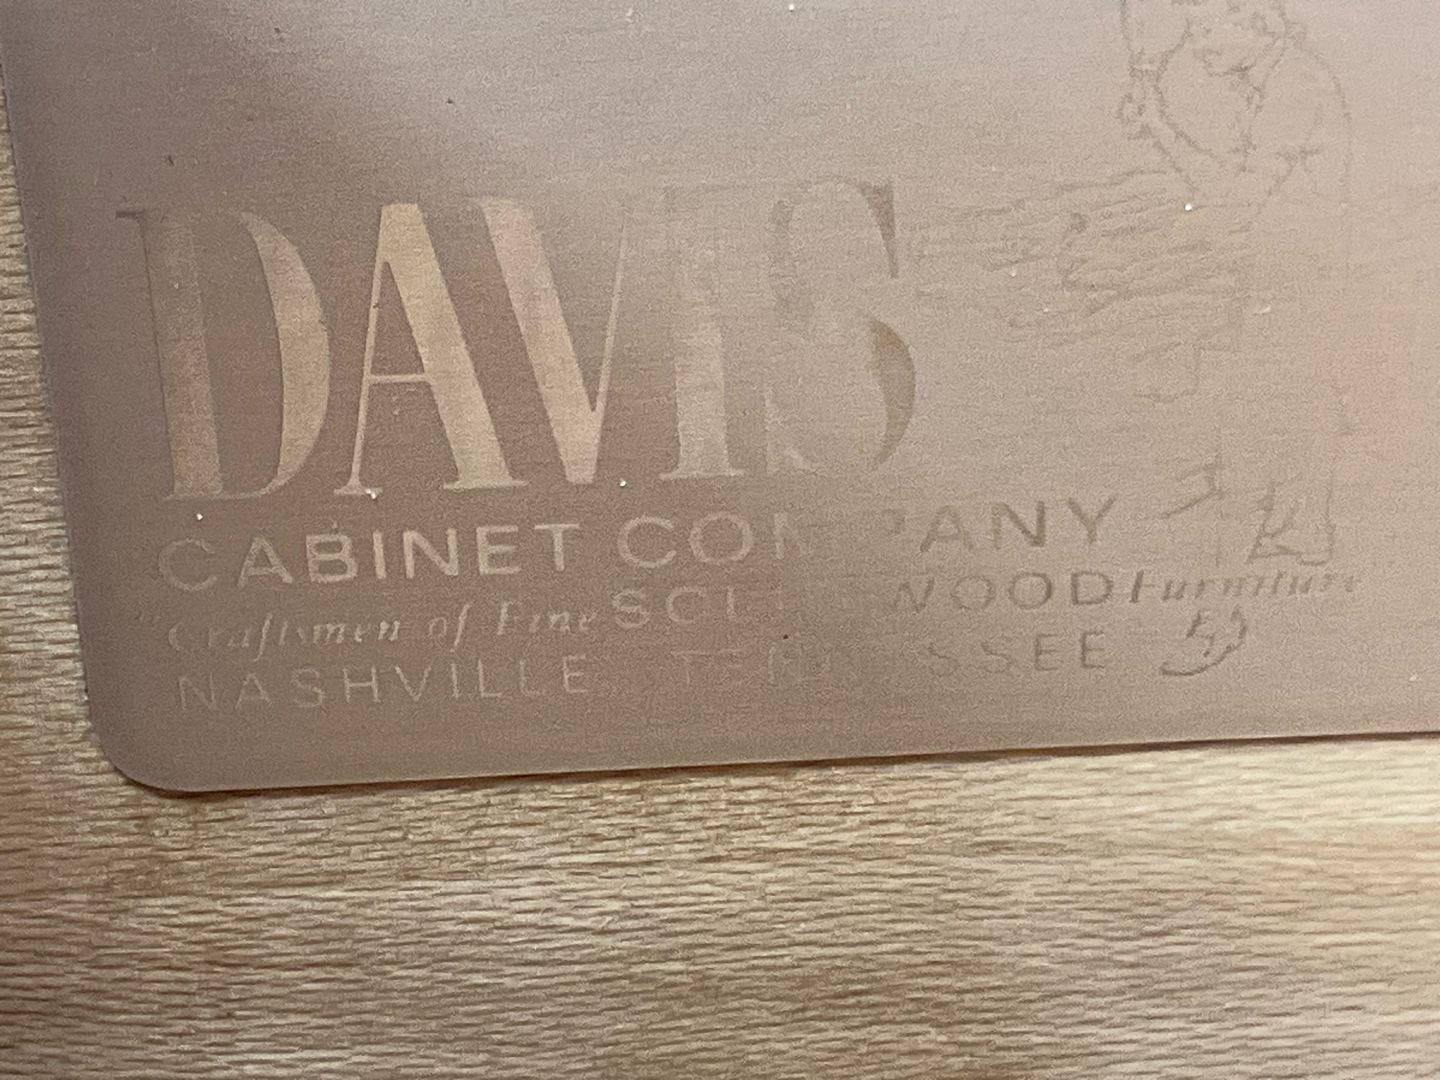 DAVIS
CABINET COMPANY
"Craftsmen of Fine SOLID WOOD Furniture"
NASHVILLE TENNESSEE